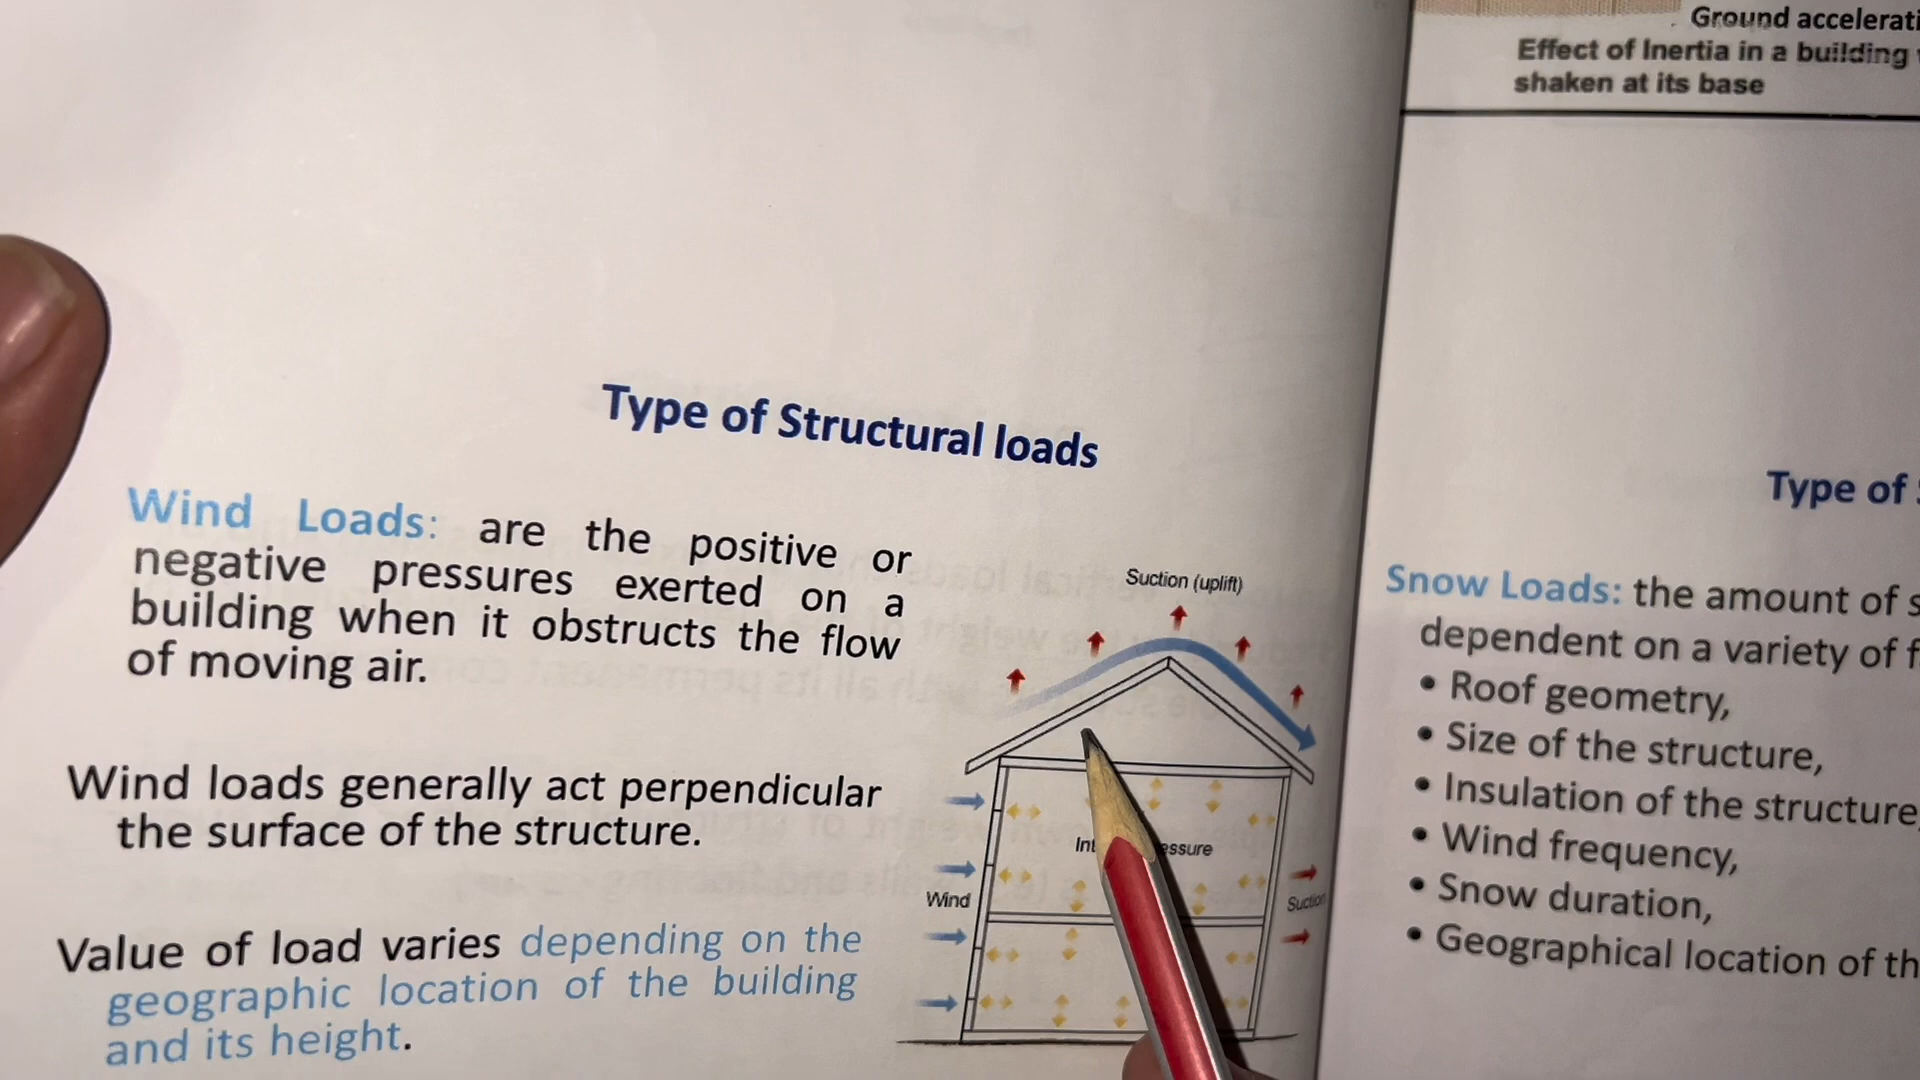 Type of Structural loads
Wind Loads: are the positive or
negative pressures exerted on a
building when it obstructs the flow
of moving air.
Wind loads generally act perpendicular
the surface of the structure.
Value of load varies depending on the
geographic location of the building
and its height.
Suction (uplift)
Wind
Suction
Ground
Effect of Inertia in a building
shaken at its base
Type of
Snow Loads: the amount of
dependent on a variety of
• Roof geometry,
• Size of the structure,
• Insulation of the structure
• Wind frequency,
• Snow duration,
• Geographical location of